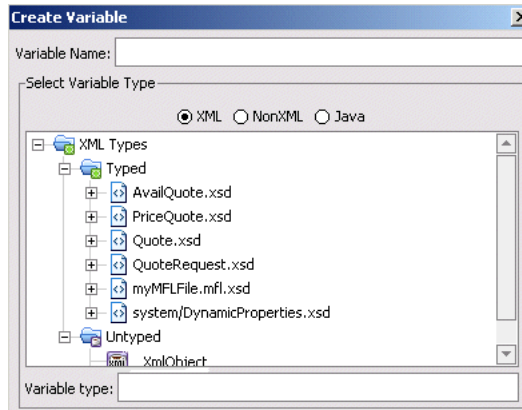 Create Variable
Variable Name:
Select Variable Type
XML NonXML Java
XML Types
Typed
AvailQuote.xsd
PriceQuote.xsd
Quote.xsd
QuoteRequest.xsd
myMFLFile.mfl.xsd
system/DynamicProperties.xsd
Untyped
XmlObject
Variable type: